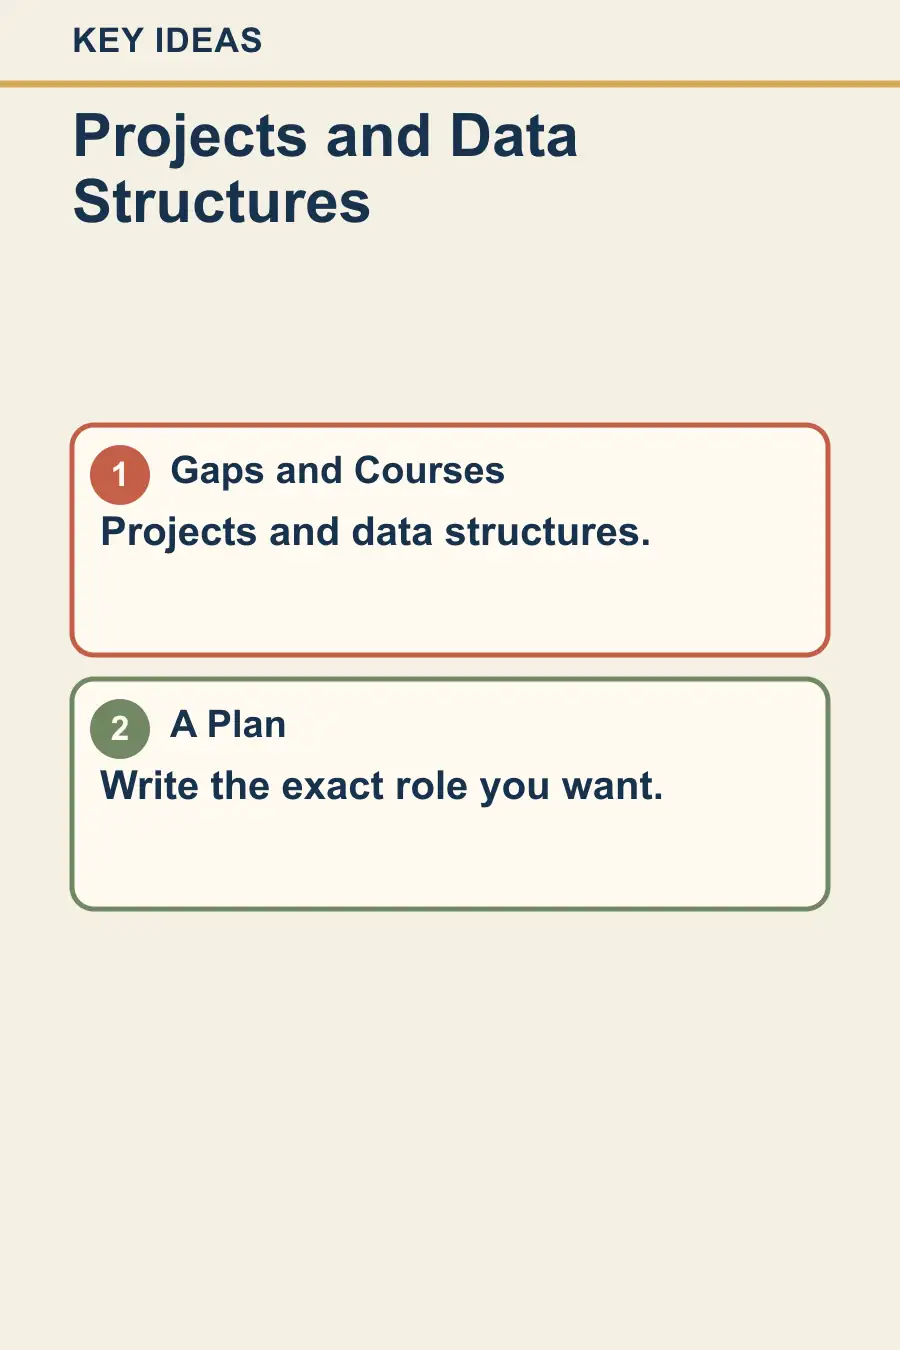 KEY IDEAS
Projects and Data
Structures
1 Gaps and Courses
Projects and data structures.
2 A Plan
Write the exact role you want.